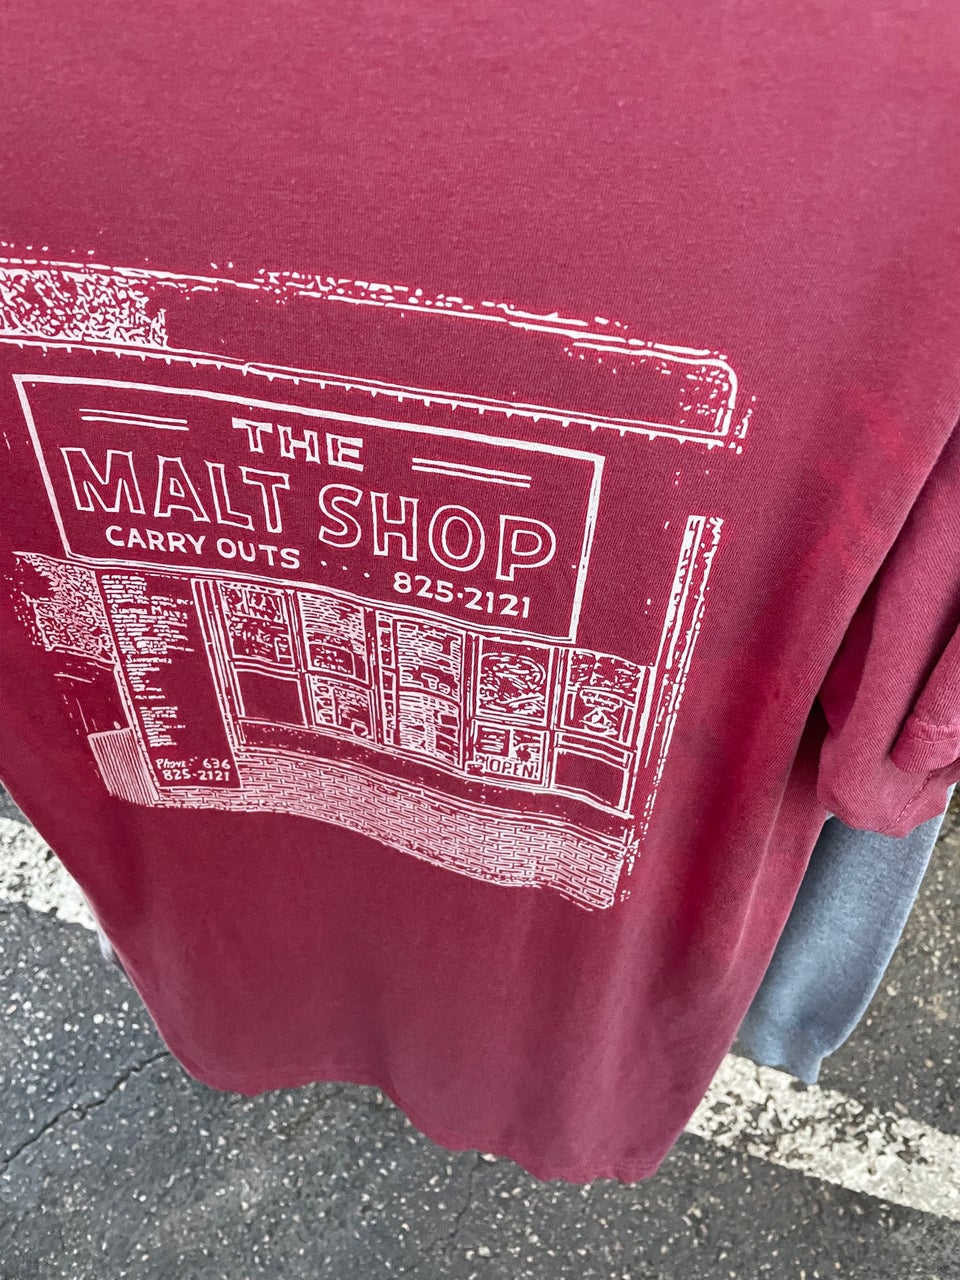 THE
MALT SHOP
CARRY OUTS .... 825·2121
OPEN
PHONE: 636
825-2121